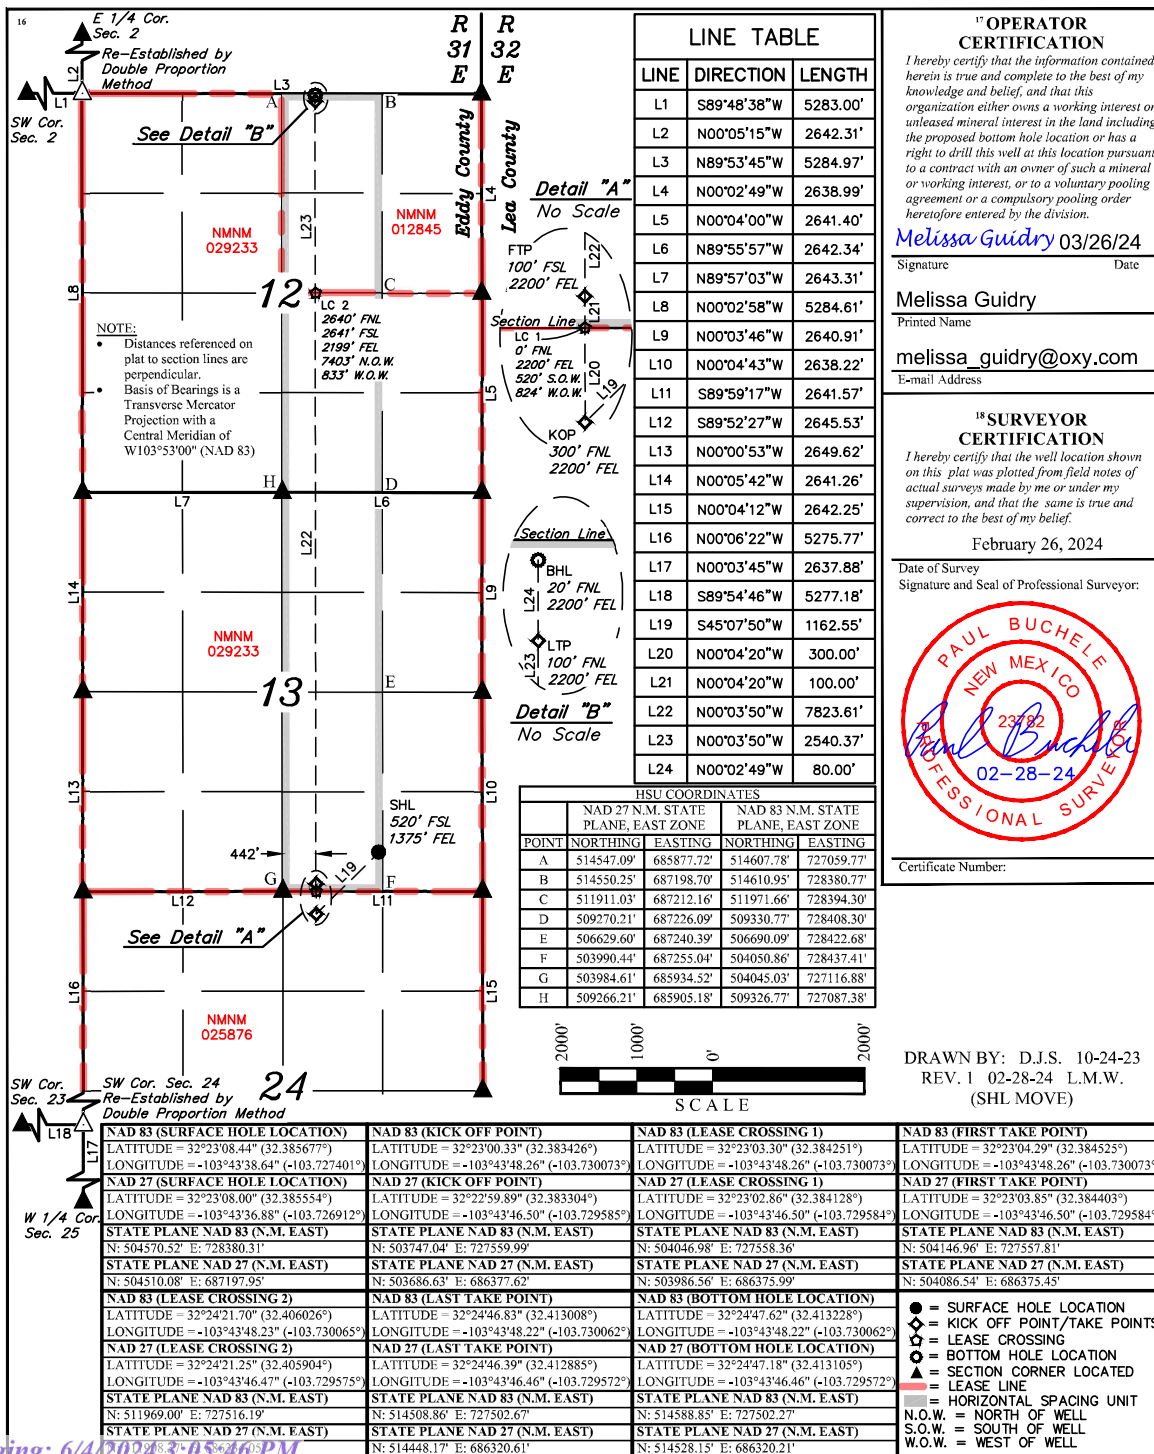 16
E 1/4 Cor.
Sec. 2
Re-Established by
Double Proportion
Method
L2
L1
SW Cor.
Sec. 2
L3
A
B
See Detail "B"
R R
31 32
E E
Eddy County
Lea County
L4
L23
NMNM
029233
NMNM
012845
L8
12
C
LC 2
2640' FNL
2641' FSL
2199' FEL
7403' N.O.W.
833' W.O.W.
NOTE:
• Distances referenced on
plat to section lines are
perpendicular.
• Basis of Bearings is a
Transverse Mercator
Projection with a
Central Meridian of
W103°53'00" (NAD 83)
L5
H
D
L7
L6
L22
L14
L9
NMNM
029233
13
E
L13
L10
SHL
520' FSL
1375' FEL
442'
L19
G
F
L12
L11
See Detail "A"
L16
L15
NMNM
025876
24
SW Cor.
Sec. 23
SW Cor. Sec. 24
Re-Established by
Double Proportion Method
L18
L17
W 1/4 Cor.
Sec. 25
Detail "A"
No Scale
FTP
100' FSL
2200' FEL
L22
L21
Section Line
LC 1
0' FNL
2200' FEL
520' S.O.W.
824' W.O.W.
L20
L19
KOP
300' FNL
2200' FEL
Section Line
BHL
20' FNL
2200' FEL
L24
LTP
100' FNL
2200' FEL
L23
Detail "B"
No Scale
LINE TABLE
LINE DIRECTION LENGTH
L1 S89°48'38"W 5283.00'
L2 N00°05'15"W 2642.31'
L3 N89°53'45"W 5284.97'
L4 N00°02'49"W 2638.99'
L5 N00°04'00"W 2641.40'
L6 N89°55'57"W 2642.34'
L7 N89°57'03"W 2643.31'
L8 N00°02'58"W 5284.61'
L9 N00°03'46"W 2640.91'
L10 N00°04'43"W 2638.22'
L11 S89°59'17"W 2641.57'
L12 S89°52'27"W 2645.53'
L13 N00°00'53"W 2649.62'
L14 N00°05'42"W 2641.26'
L15 N00°04'12"W 2642.25'
L16 N00°06'22"W 5275.77'
L17 N00°03'45"W 2637.88'
L18 S89°54'46"W 5277.18'
L19 S45°07'50"W 1162.55'
L20 N00°04'20"W 300.00'
L21 N00°04'20"W 100.00'
L22 N00°03'50"W 7823.61'
L23 N00°03'50"W 2540.37'
L24 N00°02'49"W 80.00'
HSU COORDINATES
NAD 27 N.M. STATE PLANE, EAST ZONE NAD 83 N.M. STATE PLANE, EAST ZONE
POINT NORTHING EASTING NORTHING EASTING
A 514547.09' 685877.72' 514607.78' 727059.77'
B 514550.25' 687198.70' 514610.95' 728380.77'
C 511911.03' 687212.16' 511971.66' 728394.30'
D 509270.21' 687226.09' 509330.77' 728408.30'
E 506629.60' 687240.39' 506690.09' 728422.68'
F 503990.44' 687255.04' 504050.86' 728437.41'
G 503984.61' 685934.52' 504045.03' 727116.88'
H 509266.21' 685905.18' 509326.77' 727087.38'
2000' 1000' 0' 2000'
SCALE
17 OPERATOR
CERTIFICATION
I hereby certify that the information contained
herein is true and complete to the best of my
knowledge and belief, and that this
organization either owns a working interest or
unleased mineral interest in the land including
the proposed bottom hole location or has a
right to drill this well at this location pursuant
to a contract with an owner of such a mineral
or working interest, or to a voluntary pooling
agreement or a compulsory pooling order
heretofore entered by the division.
Melissa Guidry 03/26/24
Signature Date
Melissa Guidry
Printed Name
melissa_guidry@oxy.com
E-mail Address
18 SURVEYOR
CERTIFICATION
I hereby certify that the well location shown
on this plat was plotted from field notes of
actual surveys made by me or under my
supervision, and that the same is true and
correct to the best of my belief.
February 26, 2024
Date of Survey
Signature and Seal of Professional Surveyor:
PAUL BUCHELE
NEW MEXICO
23782
Paul Buchele
02-28-24
PROFESSIONAL SURVEYOR
Certificate Number:
DRAWN BY: D.J.S. 10-24-23
REV. 1 02-28-24 L.M.W.
(SHL MOVE)
NAD 83 (SURFACE HOLE LOCATION)
LATITUDE = 32°23'08.44" (32.385677°)
LONGITUDE = -103°43'38.64" (-103.727401°)
NAD 27 (SURFACE HOLE LOCATION)
LATITUDE = 32°23'08.00" (32.385554°)
LONGITUDE = -103°43'36.88" (-103.726912°)
STATE PLANE NAD 83 (N.M. EAST)
N: 504570.52' E: 728380.31'
STATE PLANE NAD 27 (N.M. EAST)
N: 504510.08' E: 687197.95'
NAD 83 (KICK OFF POINT)
LATITUDE = 32°23'00.33" (32.383426°)
LONGITUDE = -103°43'48.26" (-103.730073°)
NAD 27 (KICK OFF POINT)
LATITUDE = 32°22'59.89" (32.383304°)
LONGITUDE = -103°43'46.50" (-103.729585°)
STATE PLANE NAD 83 (N.M. EAST)
N: 503747.04' E: 727559.99'
STATE PLANE NAD 27 (N.M. EAST)
N: 503686.63' E: 686377.62'
NAD 83 (LEASE CROSSING 1)
LATITUDE = 32°23'03.30" (32.384251°)
LONGITUDE = -103°43'48.26" (-103.730073°)
NAD 27 (LEASE CROSSING 1)
LATITUDE = 32°23'02.86" (32.384128°)
LONGITUDE = -103°43'46.50" (-103.729584°)
STATE PLANE NAD 83 (N.M. EAST)
N: 504046.98' E: 727558.36'
STATE PLANE NAD 27 (N.M. EAST)
N: 503986.56' E: 686375.99'
NAD 83 (FIRST TAKE POINT)
LATITUDE = 32°23'04.29" (32.384525°)
LONGITUDE = -103°43'48.26" (-103.730073°
NAD 27 (FIRST TAKE POINT)
LATITUDE = 32°23'03.85" (32.384403°)
LONGITUDE = -103°43'46.50" (-103.729584°
STATE PLANE NAD 83 (N.M. EAST)
N: 504146.96' E: 727557.81'
STATE PLANE NAD 27 (N.M. EAST)
N: 504086.54' E: 686375.45'
NAD 83 (LEASE CROSSING 2)
LATITUDE = 32°24'21.70" (32.406026°)
LONGITUDE = -103°43'48.23" (-103.730065°)
NAD 27 (LEASE CROSSING 2)
LATITUDE = 32°24'21.25" (32.405904°)
LONGITUDE = -103°43'46.47" (-103.729575°)
STATE PLANE NAD 83 (N.M. EAST)
N: 511969.00' E: 727516.19'
STATE PLANE NAD 27 (N.M. EAST)
NAD 83 (LAST TAKE POINT)
LATITUDE = 32°24'46.83" (32.413008°)
LONGITUDE = -103°43'48.22" (-103.730062°)
NAD 27 (LAST TAKE POINT)
LATITUDE = 32°24'46.39" (32.412885°)
LONGITUDE = -103°43'46.46" (-103.729572°)
STATE PLANE NAD 83 (N.M. EAST)
N: 514508.86' E: 727502.67'
STATE PLANE NAD 27 (N.M. EAST)
N: 514448.17' E: 686320.61'
NAD 83 (BOTTOM HOLE LOCATION)
LATITUDE = 32°24'47.62" (32.413228°)
LONGITUDE = -103°43'48.22" (-103.730062°)
NAD 27 (BOTTOM HOLE LOCATION)
LATITUDE = 32°24'47.18" (32.413105°)
LONGITUDE = -103°43'46.46" (-103.729572°)
STATE PLANE NAD 83 (N.M. EAST)
N: 514588.85' E: 727502.27'
STATE PLANE NAD 27 (N.M. EAST)
N: 514528.15' E: 686320.21'
= SURFACE HOLE LOCATION
= KICK OFF POINT/TAKE POINTS
= LEASE CROSSING
= BOTTOM HOLE LOCATION
= SECTION CORNER LOCATED
= LEASE LINE
= HORIZONTAL SPACING UNIT
N.O.W. = NORTH OF WELL
S.O.W. = SOUTH OF WELL
W.O.W. = WEST OF WELL
ing: 6/4/2024 3:05:46 PM